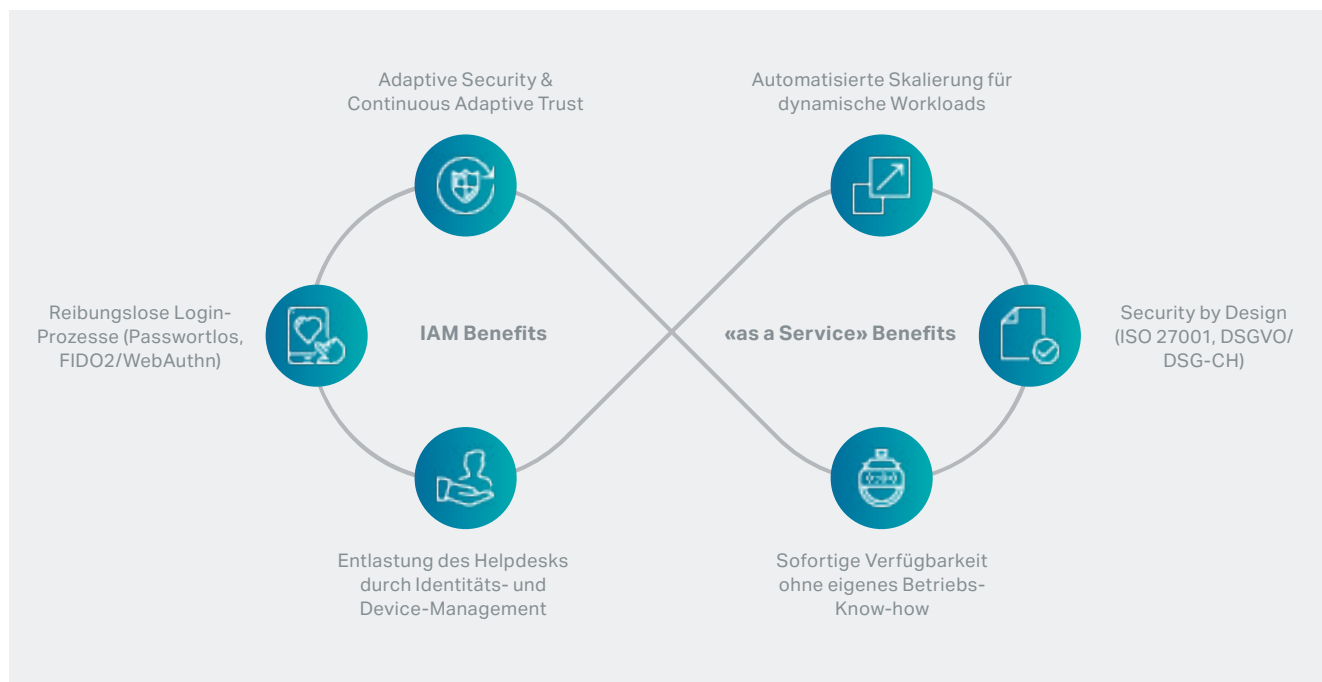 Adaptive Security &
Continuous Adaptive Trust
Automatisierte Skalierung für
dynamische Workloads
Reibungslose Login-
Prozesse (Passwortlos,
FIDO2/WebAuthn)
IAM Benefits
«as a Service» Benefits
Security by Design
(ISO 27001, DSGVO/
DSG-CH)
Entlastung des Helpdesks
durch Identitäts- und
Device-Management
Sofortige Verfügbarkeit
ohne eigenes Betriebs-
Know-how